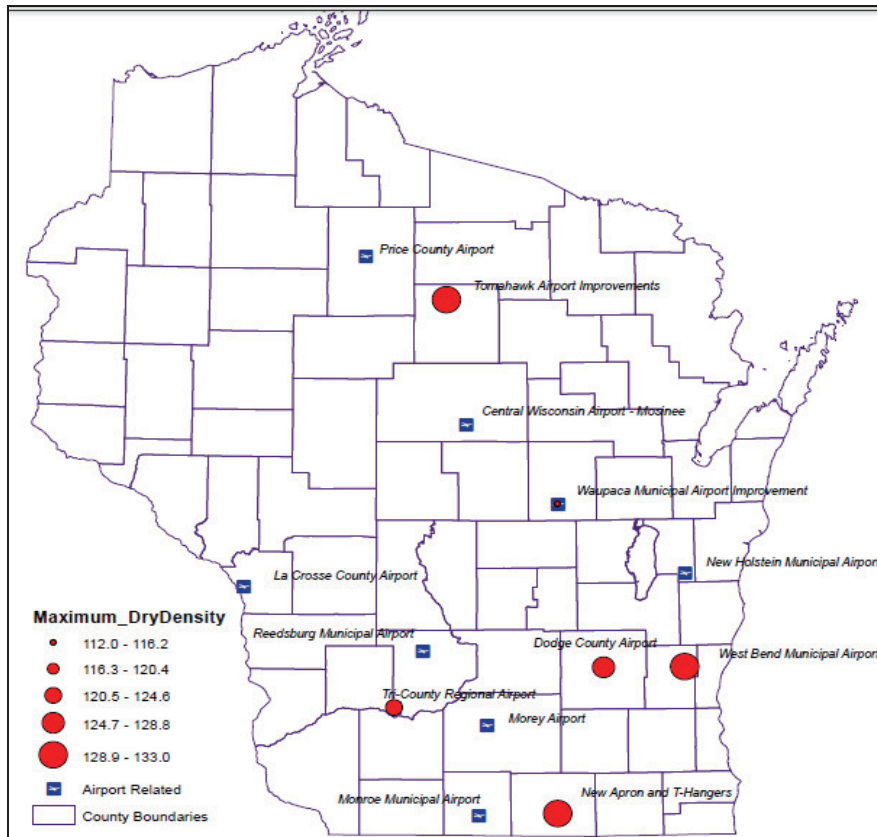 Price County Airport
Tomahawk Airport Improvements
Central Wisconsin Airport - Mosinee
Waupaca Municipal Airport Improvement
New Holstein Municipal Airport
La Crosse County Airport
Maximum_DryDensity
112.0 - 116.2
116.3 - 120.4
120.5 - 124.6
124.7 - 128.8
128.9 - 133.0
Airport Related
County Boundaries
Reedsburg Municipal Airport
Dodge County Airport
West Bend Municipal Airport
Tri-County Regional Airport
Morey Airport
New Apron and T-Hangers
Monroe Municipal Airport